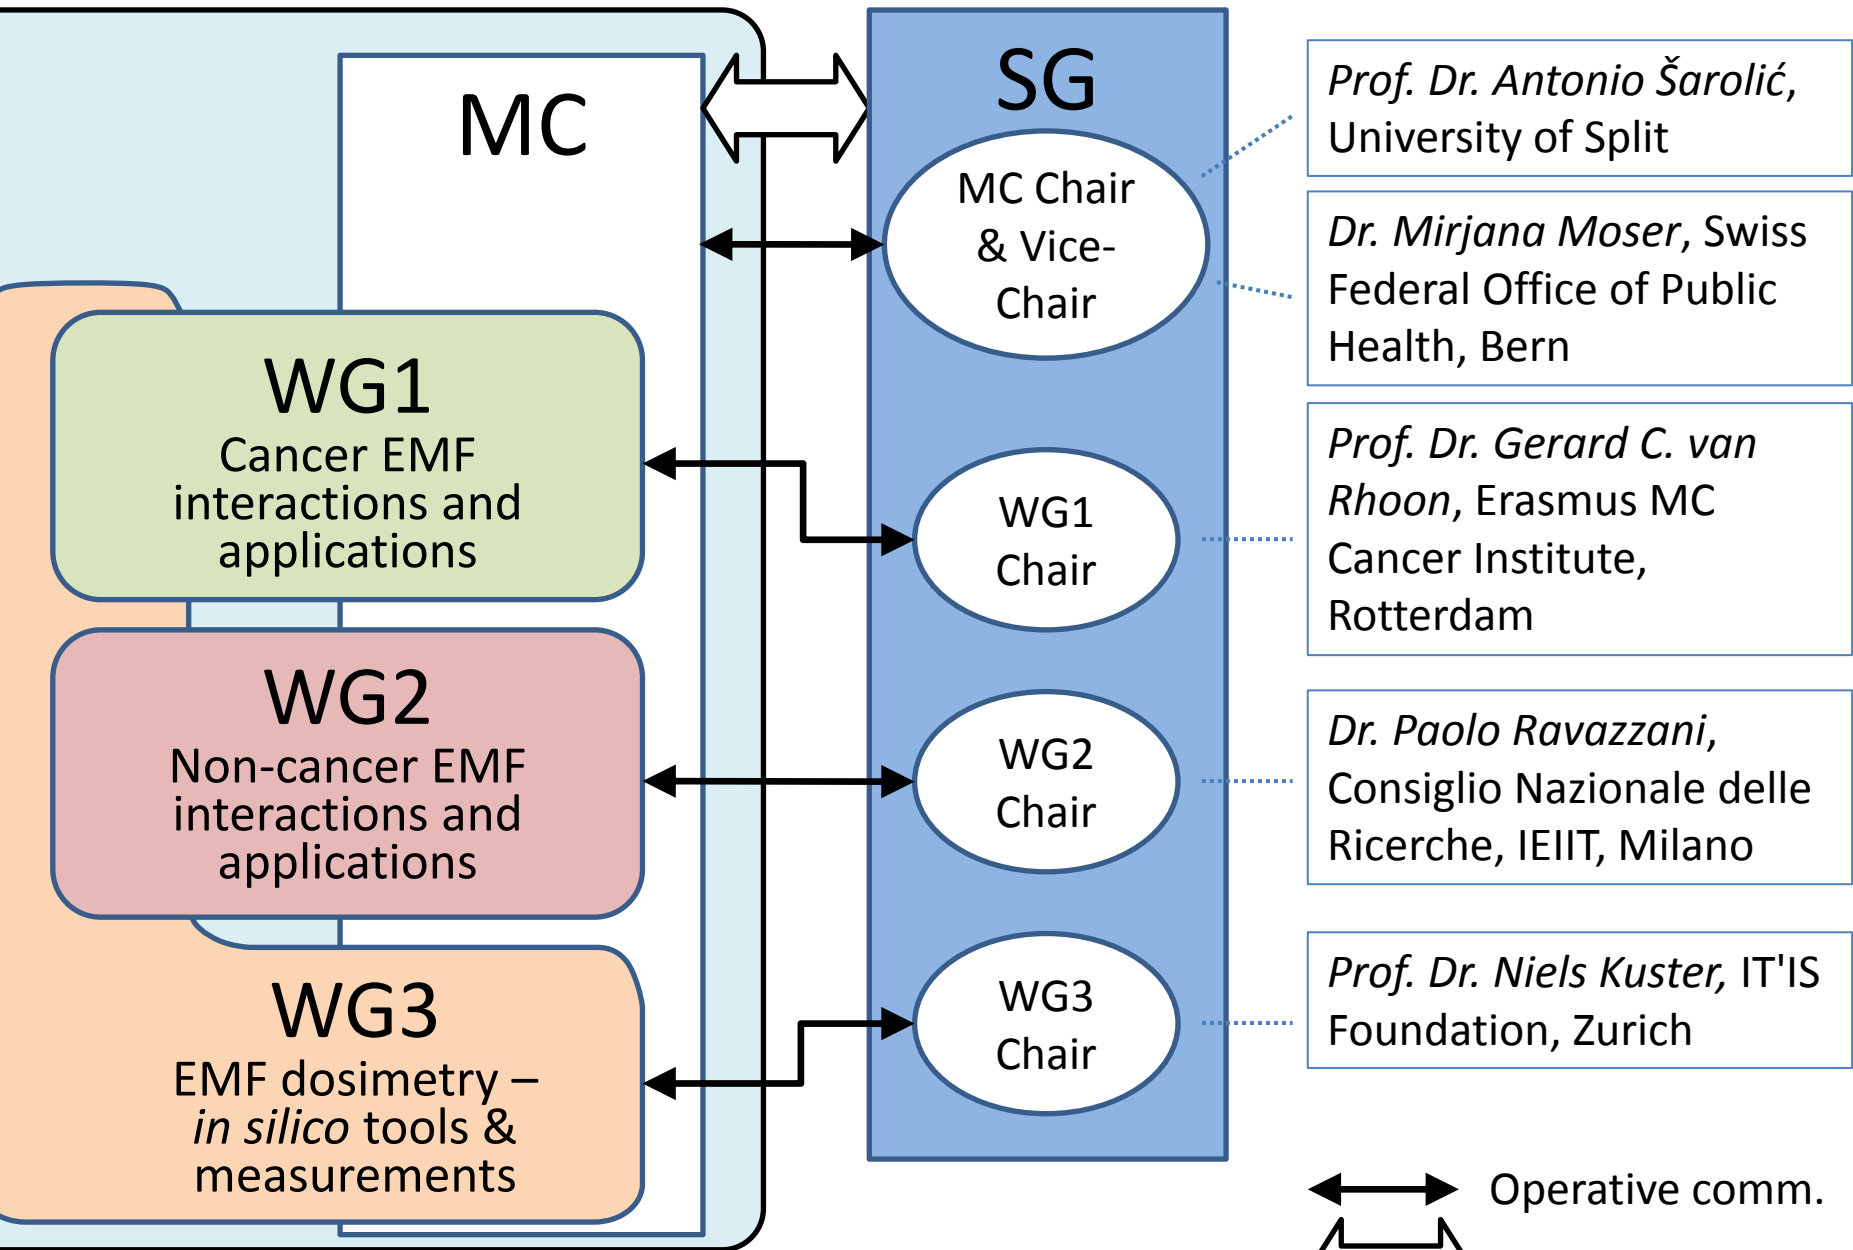 MC
WG1
Cancer EMF
interactions and
applications
WG2
Non-cancer EMF
interactions and
applications
WG3
EMF dosimetry –
in silico tools &
measurements
SG
MC Chair
& Vice-
Chair
WG1
Chair
WG2
Chair
WG3
Chair
Prof. Dr. Antonio Šarolić,
University of Split
Dr. Mirjana Moser, Swiss
Federal Office of Public
Health, Bern
Prof. Dr. Gerard C. van
Rhoon, Erasmus MC
Cancer Institute,
Rotterdam
Dr. Paolo Ravazzani,
Consiglio Nazionale delle
Ricerche, IEIIT, Milano
Prof. Dr. Niels Kuster, IT'IS
Foundation, Zurich
Operative comm.